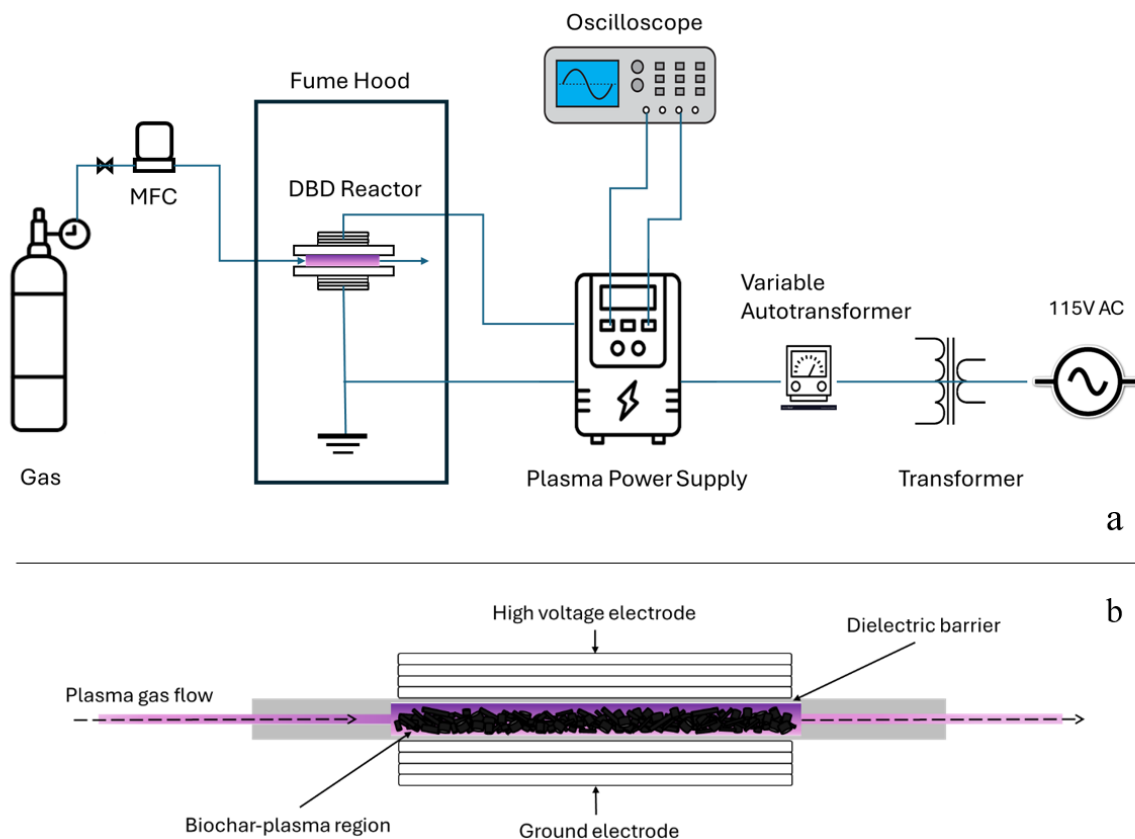 Oscilloscope
Fume Hood
MFC
DBD Reactor
Variable
Autotransformer
115V AC
Gas
Plasma Power Supply
Transformer
a
b
High voltage electrode
Dielectric barrier
Plasma gas flow
Biochar-plasma region
Ground electrode